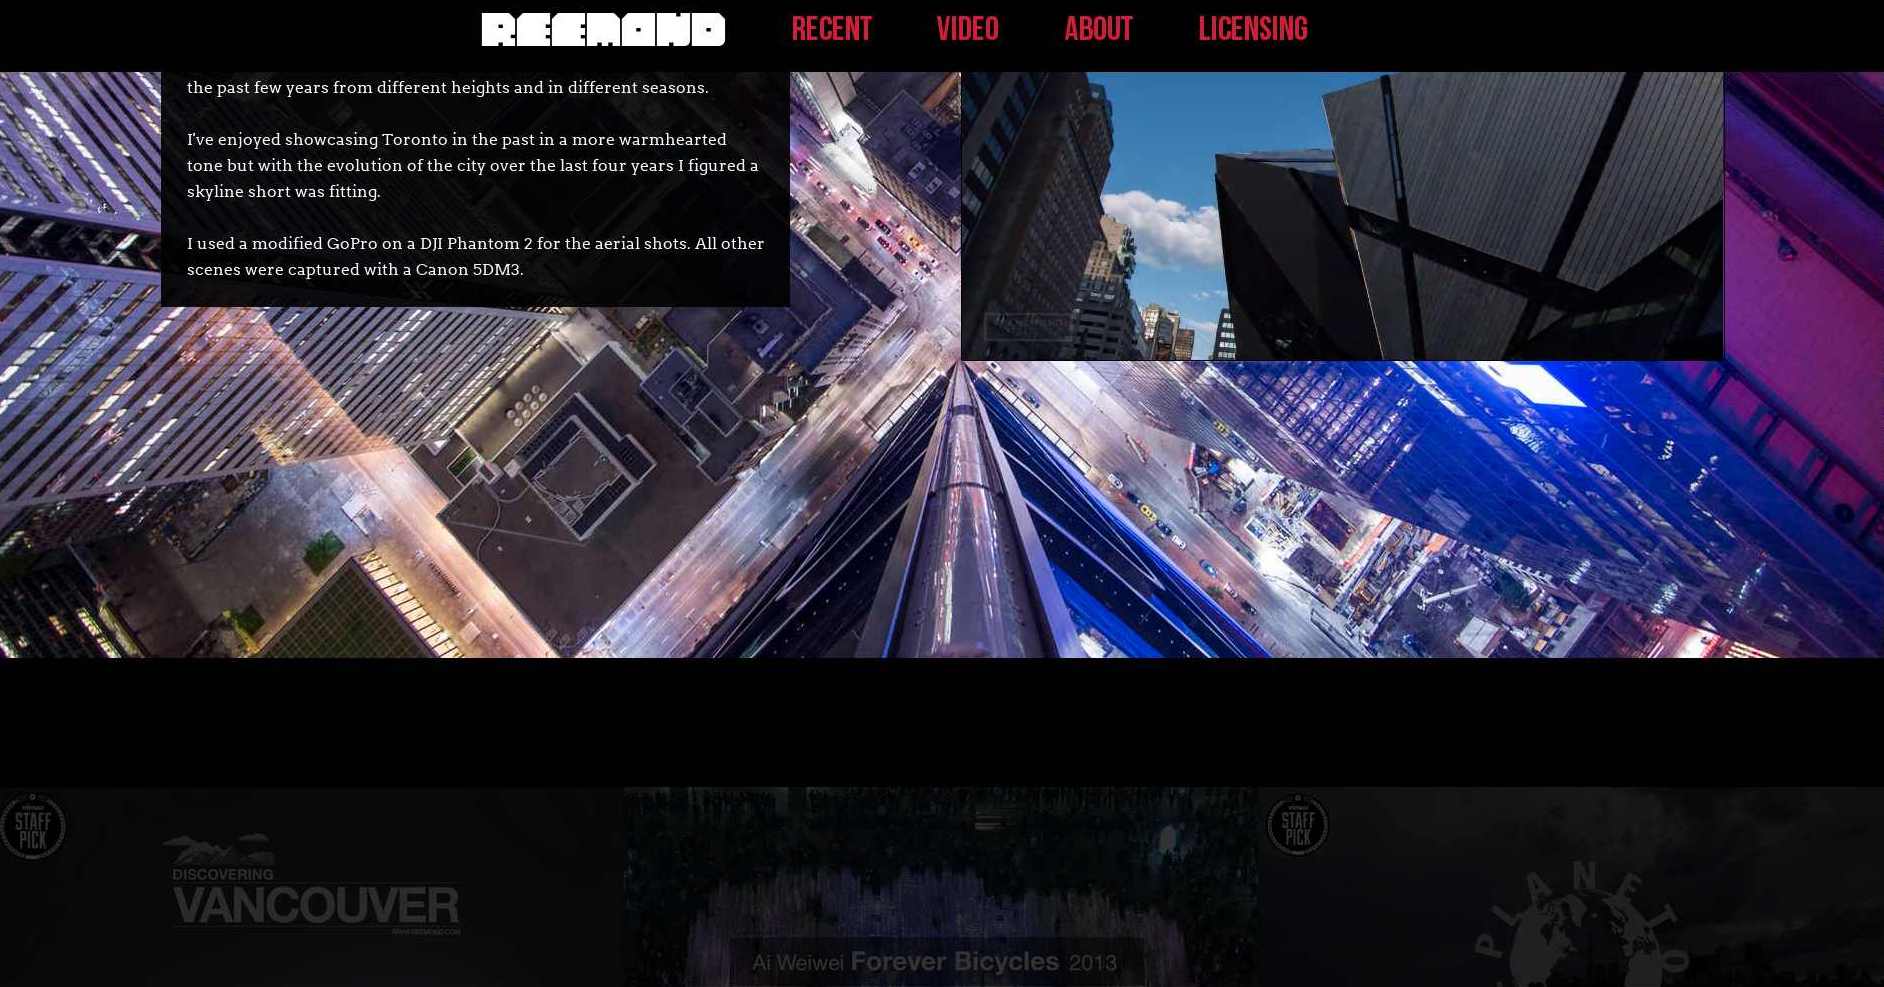 REEMOND
RECENT VIDEO ABOUT LICENSING
the past few years from different heights and in different seasons.
I've enjoyed showcasing Toronto in the past in a more warmhearted
tone but with the evolution of the city over the last four years I figured a
skyline short was fitting.
I used a modified GoPro on a DJI Phantom 2 for the aerial shots. All other
scenes were captured with a Canon 5DM3.
STAFF
PICK
DISCOVERING
VANCOUVER
Ai Weiwei Forever Bicycles 2013
STAFF
PICK
PLANET